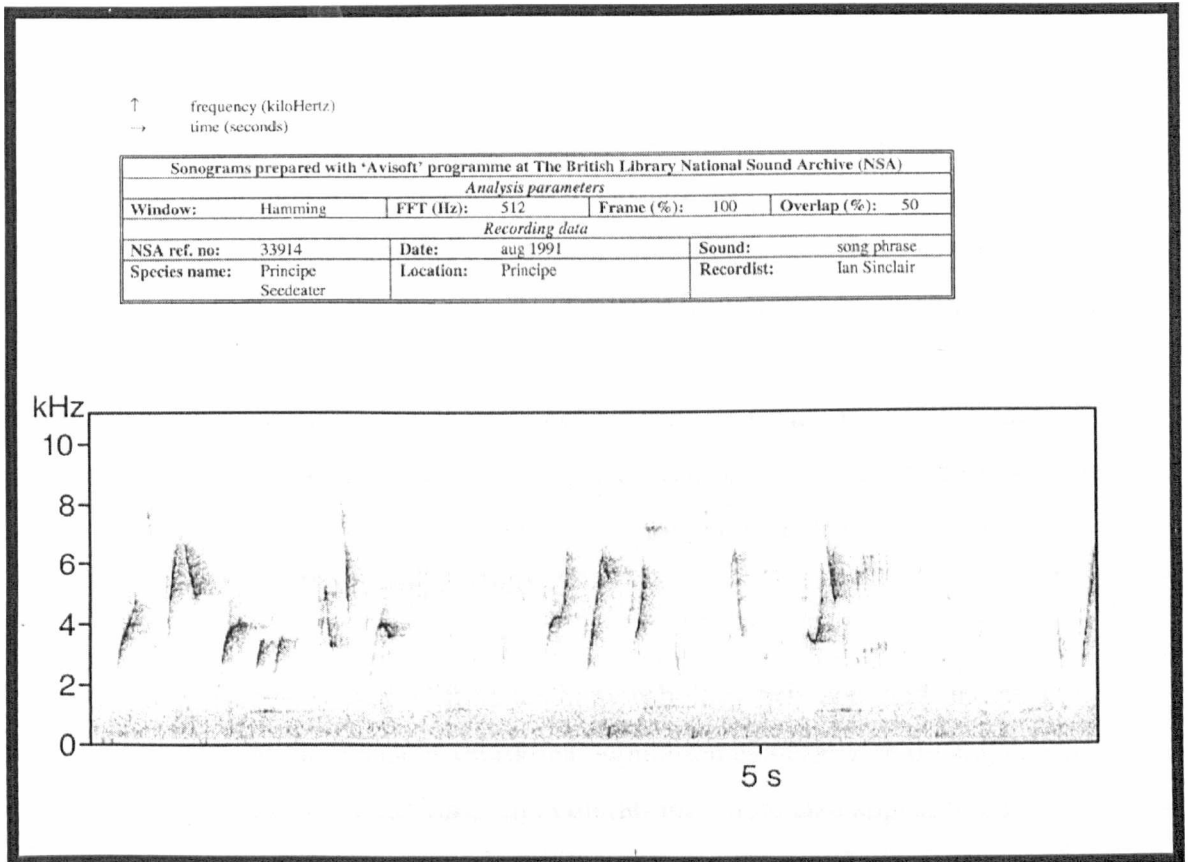 ↑ frequency (kiloHertz)
→ time (seconds)
Sonograms prepared with 'Avisoft' programme at The British Library National Sound Archive (NSA)
Analysis parameters
Window: Hamming FFT (Hz): 512 Frame (%): 100 Overlap (%): 50
Recording data
NSA ref. no: 33914 Date: aug 1991 Sound: song phrase
Species name: Principe Location: Principe Recordist: Ian Sinclair
Seedeater
kHz
10
8
6
4
2
0
5 s